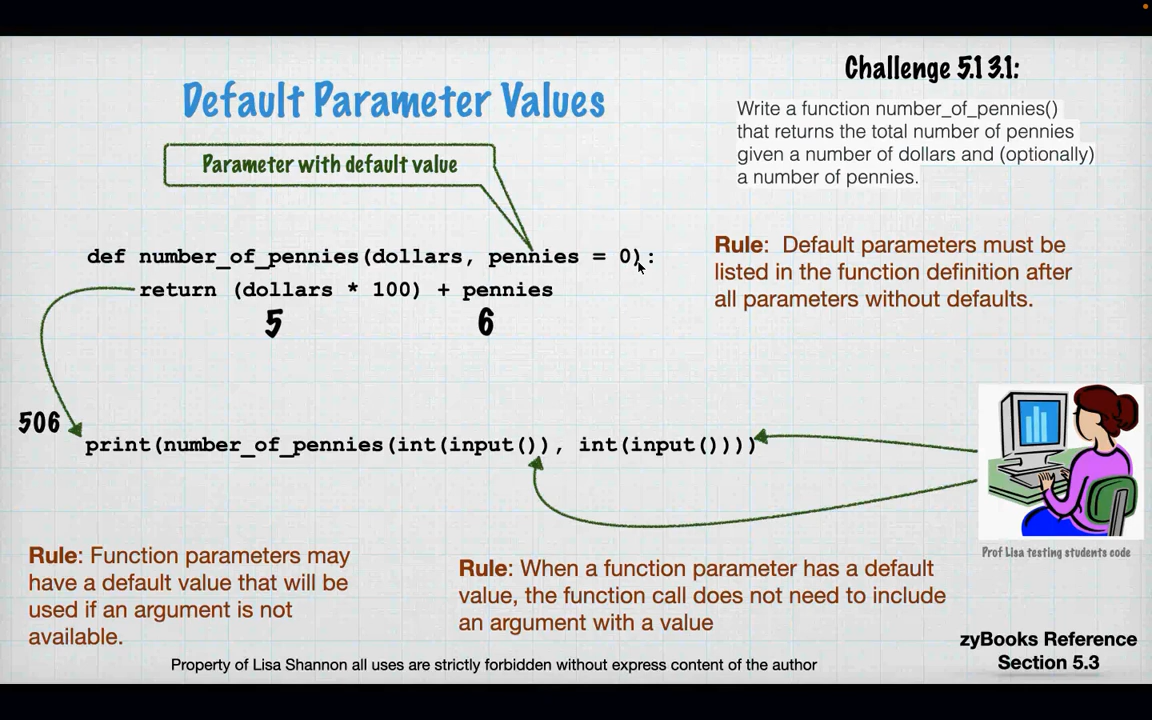 Default Parameter Values
Challenge 5.1 3.1:
Write a function number_of_pennies()
that returns the total number of pennies
given a number of dollars and (optionally)
a number of pennies.
Parameter with default value
def number_of_pennies(dollars, pennies = 0):
return (dollars * 100) + pennies
5 6
Rule: Default parameters must be
listed in the function definition after
all parameters without defaults.
506
print(number_of_pennies(int(input()), int(input())))
Prof Lisa testing students code
Rule: Function parameters may
have a default value that will be
used if an argument is not
available.
Rule: When a function parameter has a default
value, the function call does not need to include
an argument with a value
zyBooks Reference
Section 5.3
Property of Lisa Shannon all uses are strictly forbidden without express content of the author